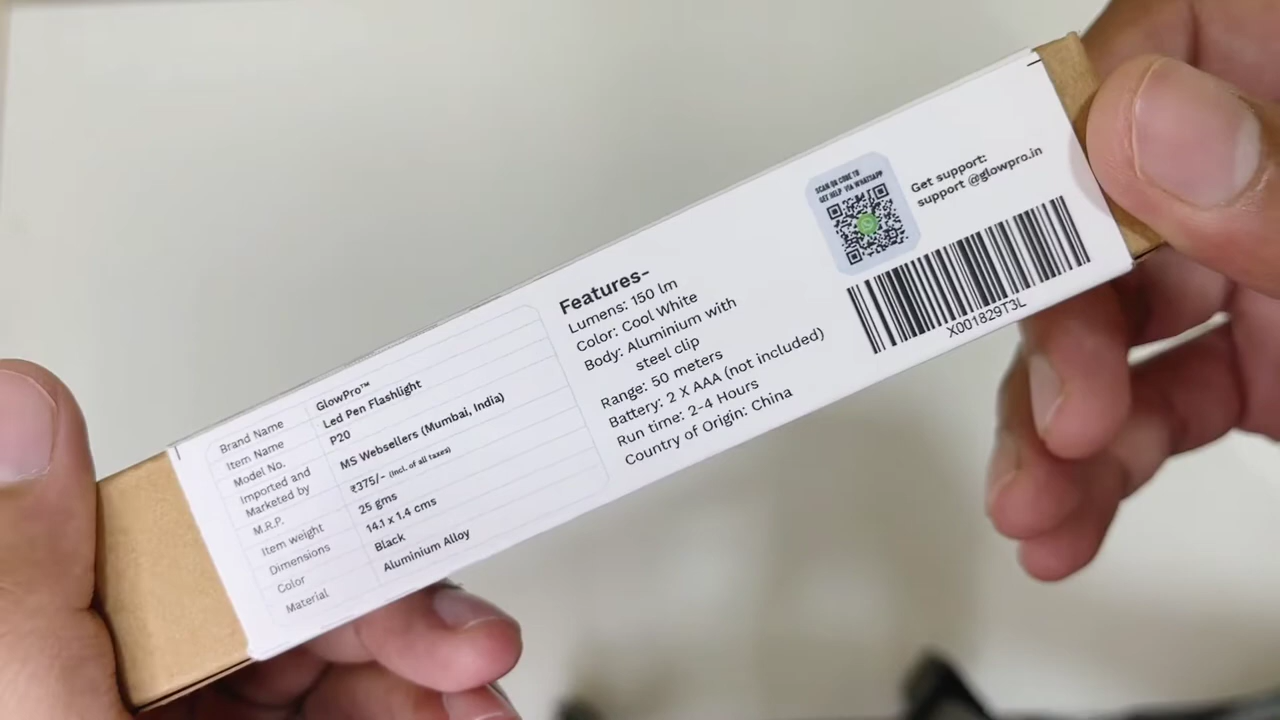 Brand Name GlowPro™
Item Name Led Pen Flashlight
Model No. P20
Imported and
Marketed by MS Websellers (Mumbai, India)
M.R.P. ₹375/- (Incl. of all taxes)
Item weight 25 gms
Dimensions 14.1 x 1.4 cms
Color Black
Material Aluminium Alloy
Features-
Lumens: 150 lm
Color: Cool White
Body: Aluminium with
steel clip
Range: 50 meters
Battery: 2 X AAA (not included)
Run time: 2-4 Hours
Country of Origin: China
SCAN QR CODE TO
GET HELP VIA WHATSAPP
Get support:
support @glowpro.in
X001829T3L